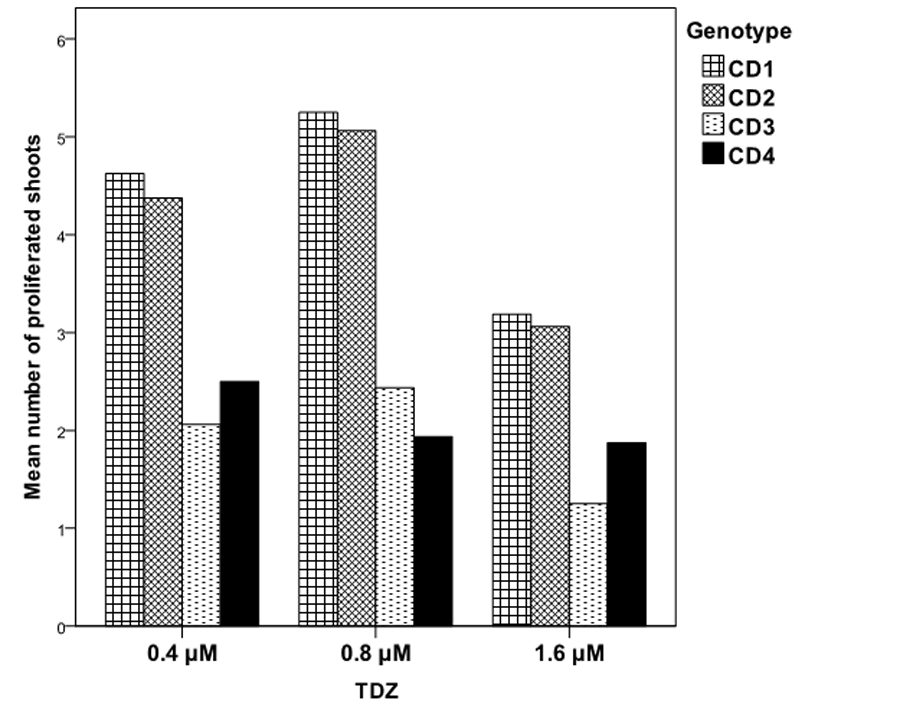 Mean number of proliferated shoots
6
5
4
3
2
1
0
0.4 µM
0.8 µM
1.6 µM
TDZ
Genotype
CD1
CD2
CD3
CD4